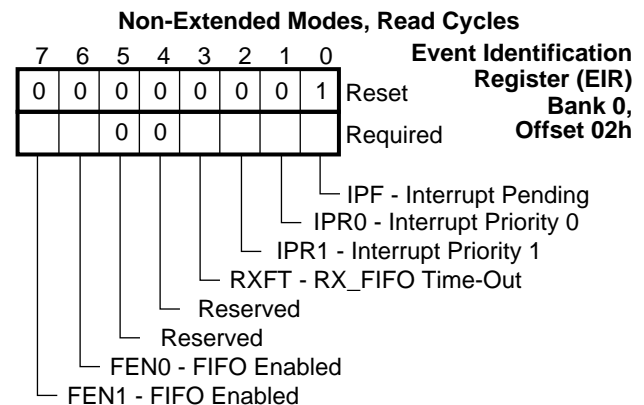 Non-Extended Modes, Read Cycles
7 6 5 4 3 2 1 0
Event Identification
Register (EIR)
Bank 0,
Offset 02h
0 0 0 0 0 0 0 1 Reset
0 0 Required
IPF - Interrupt Pending
IPR0 - Interrupt Priority 0
IPR1 - Interrupt Priority 1
RXFT - RX_FIFO Time-Out
Reserved
Reserved
FEN0 - FIFO Enabled
FEN1 - FIFO Enabled